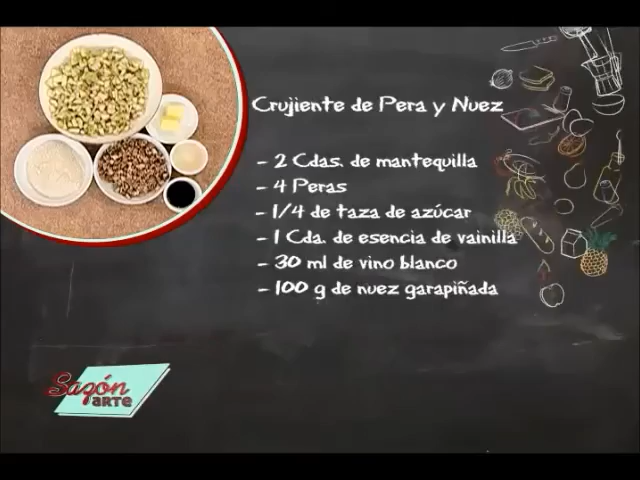 Crujiente de Pera y Nuez
- 2 Cdas. de mantequilla
- 4 Peras
- 1/4 de taza de azúcar
- 1 Cda. de esencia de vainilla
- 30 ml de vino blanco
- 100 g de nuez garapiñada
Sazón
ARTE